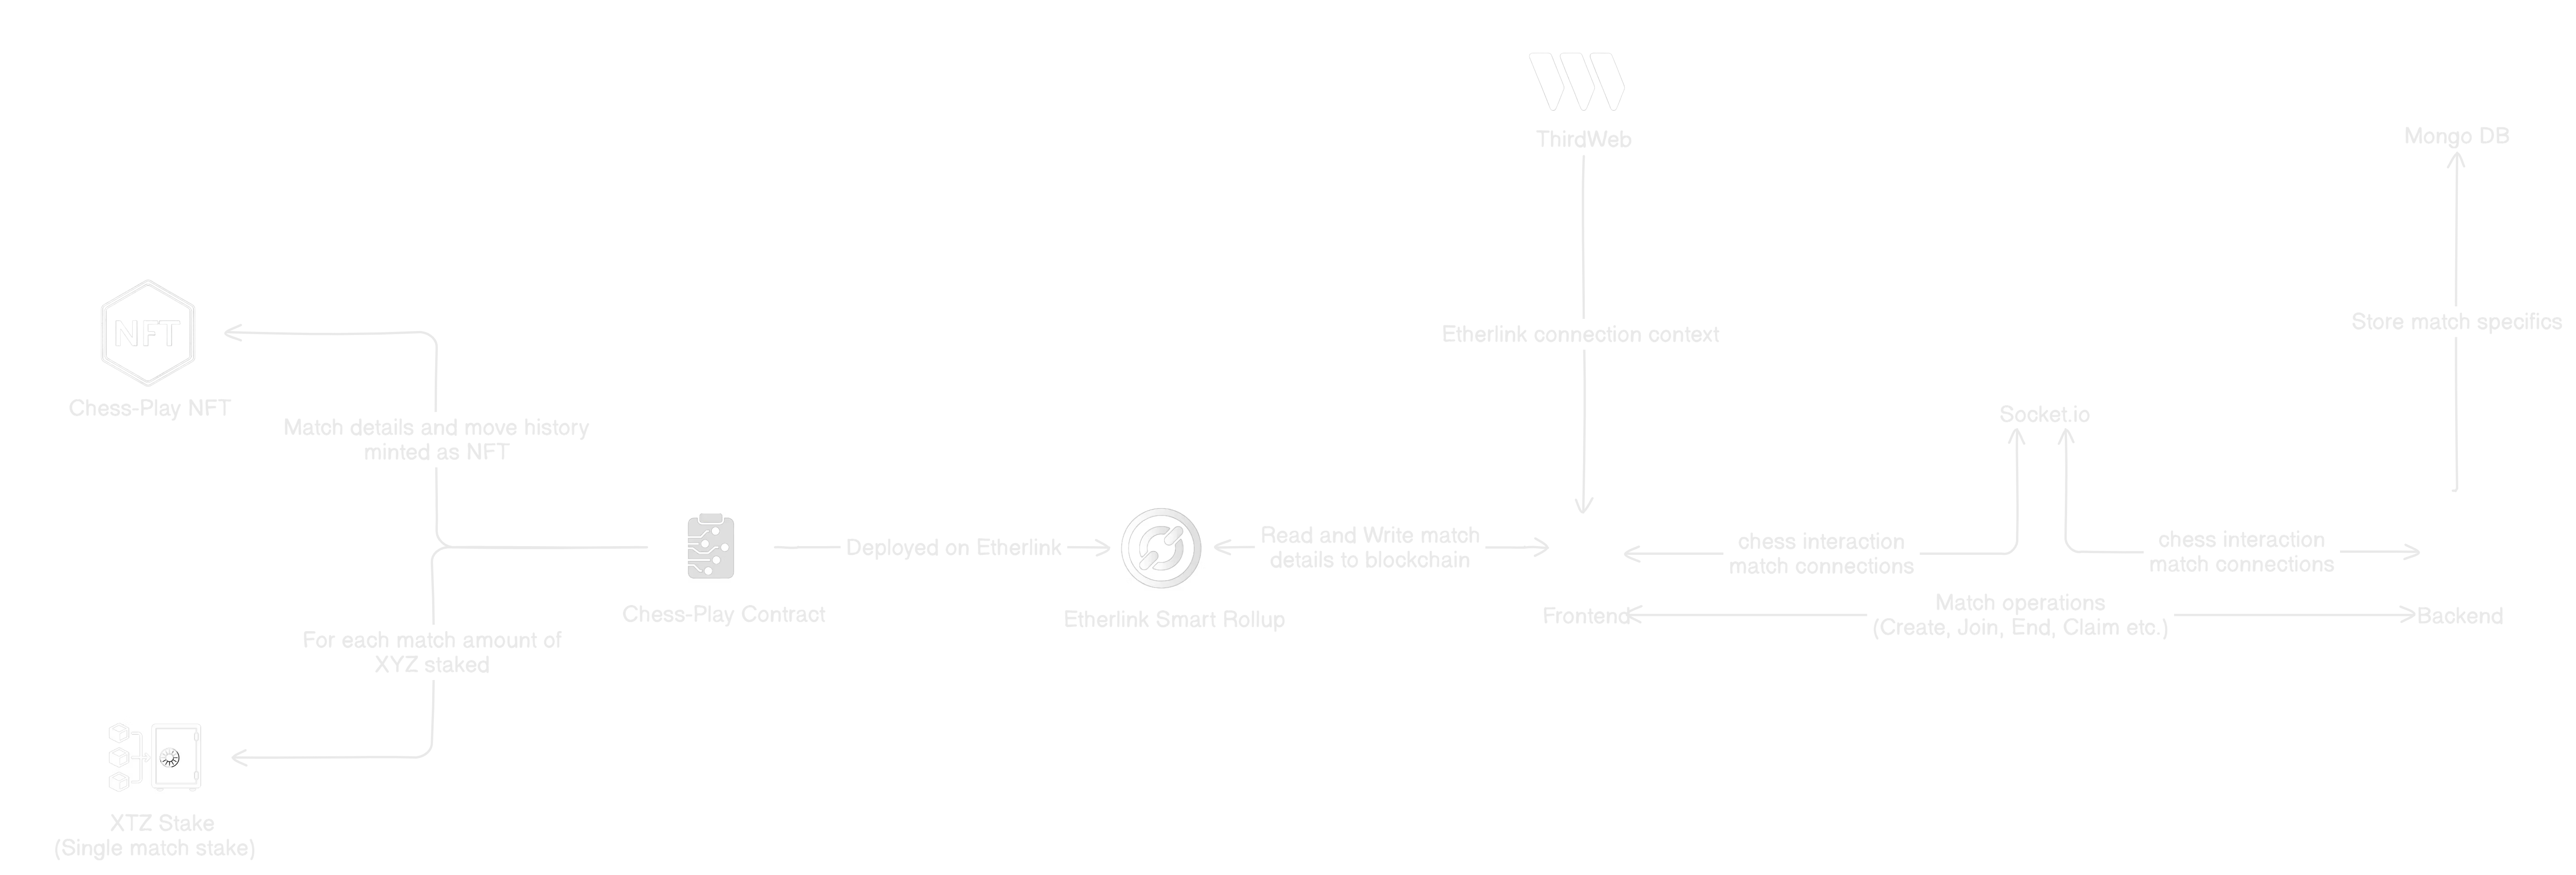 ThirdWeb
Mongo DB
Etherlink connection context
Store match specifics
NFT
Chess-Play NFT
Match details and move history
minted as NFT
Socket.io
Deployed on Etherlink
Read and Write match
details to blockchain
chess interaction
match connections
chess interaction
match connections
Chess-Play Contract
Etherlink Smart Rollup
Frontend
Match operations
(Create, Join, End, Claim etc.)
Backend
For each match amount of
XYZ staked
XTZ Stake
(Single match stake)